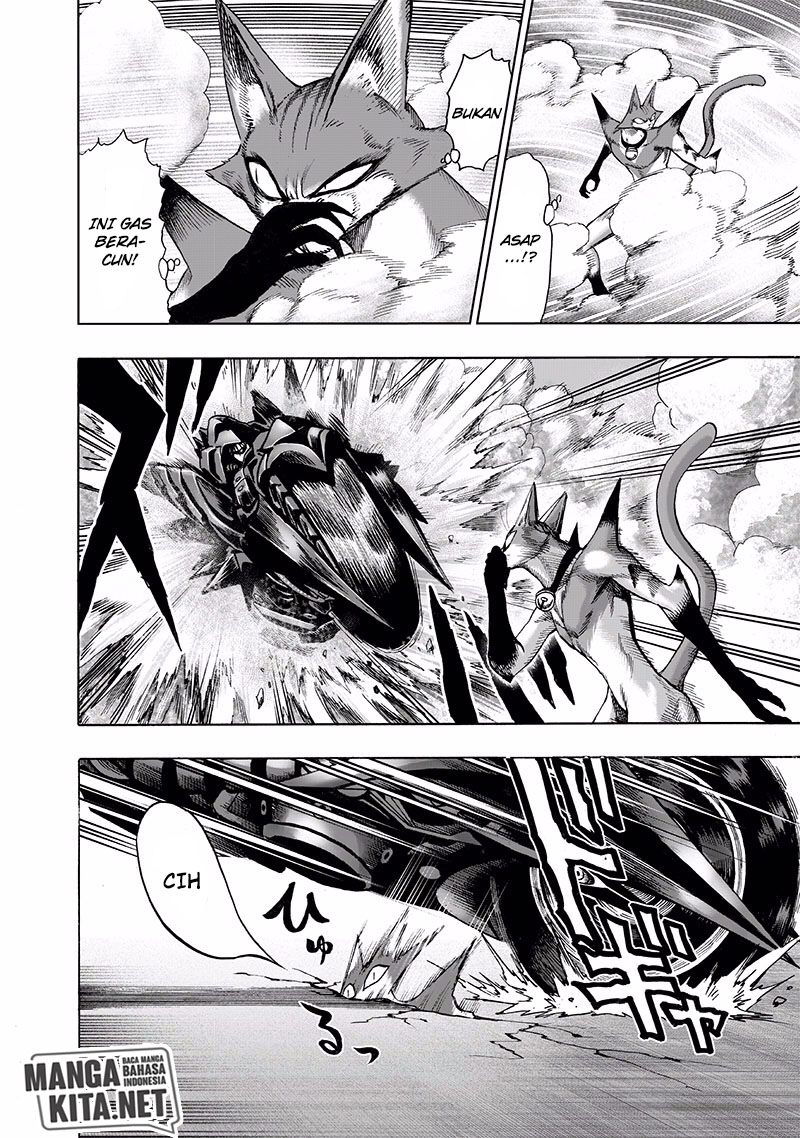 ASAP
...!?
BUKAN
INI GAS
BERA-
CUN!
CIH
ひゅ
るっ
ドギャ
MANGA
KITA.NET
BACA MANGA
BAHASA
INDONESIA